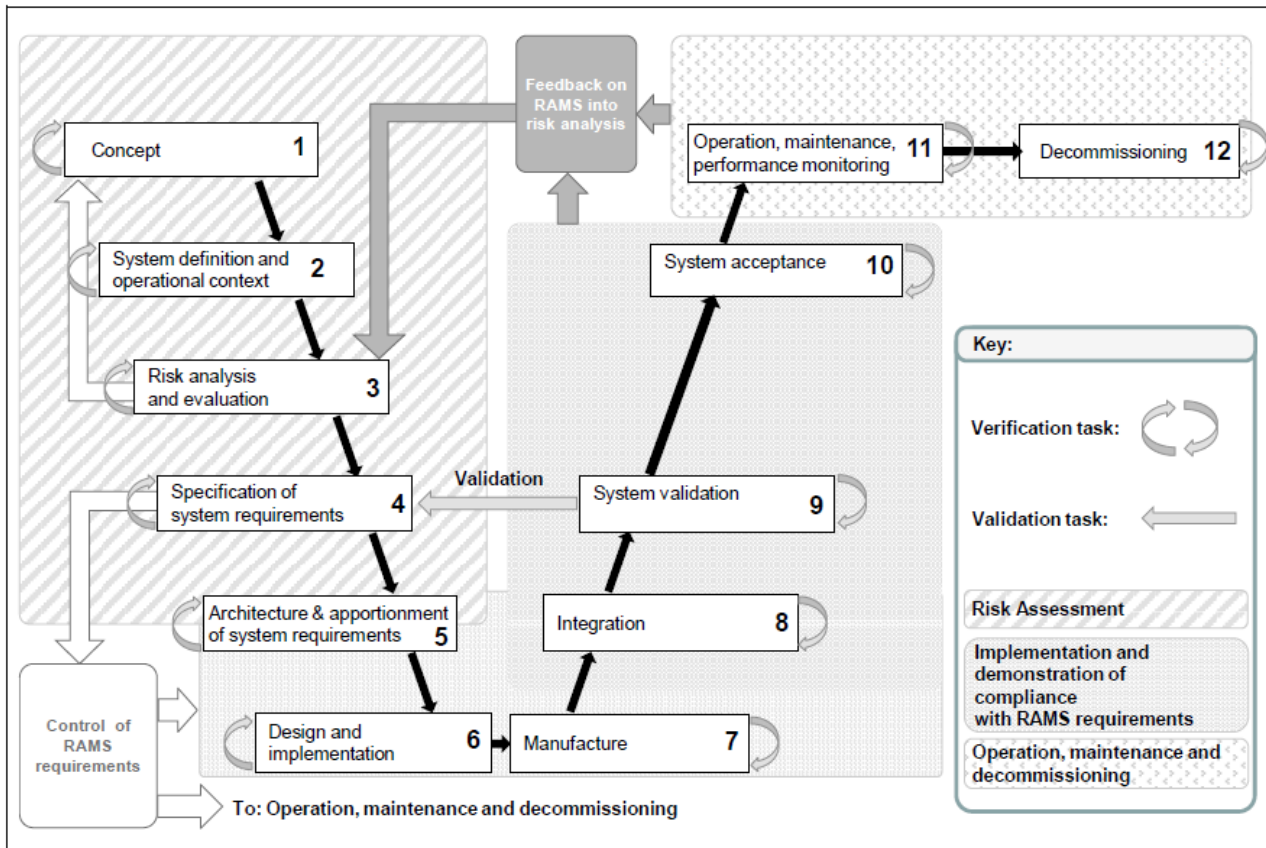 Feedback on
RAMS into
risk analysis
Concept 1
Operation, maintenance,
performance monitoring 11
Decommissioning 12
System definition and
operational context 2
System acceptance 10
Risk analysis
and evaluation 3
Key:
Verification task:
Validation
Specification of
system requirements 4
System validation 9
Validation task:
Architecture & apportionment
of system requirements 5
Integration 8
Risk Assessment
Implementation and
demonstration of
compliance
with RAMS requirements
Control of
RAMS
requirements
Design and
implementation 6
Manufacture 7
Operation, maintenance and
decommissioning
To: Operation, maintenance and decommissioning